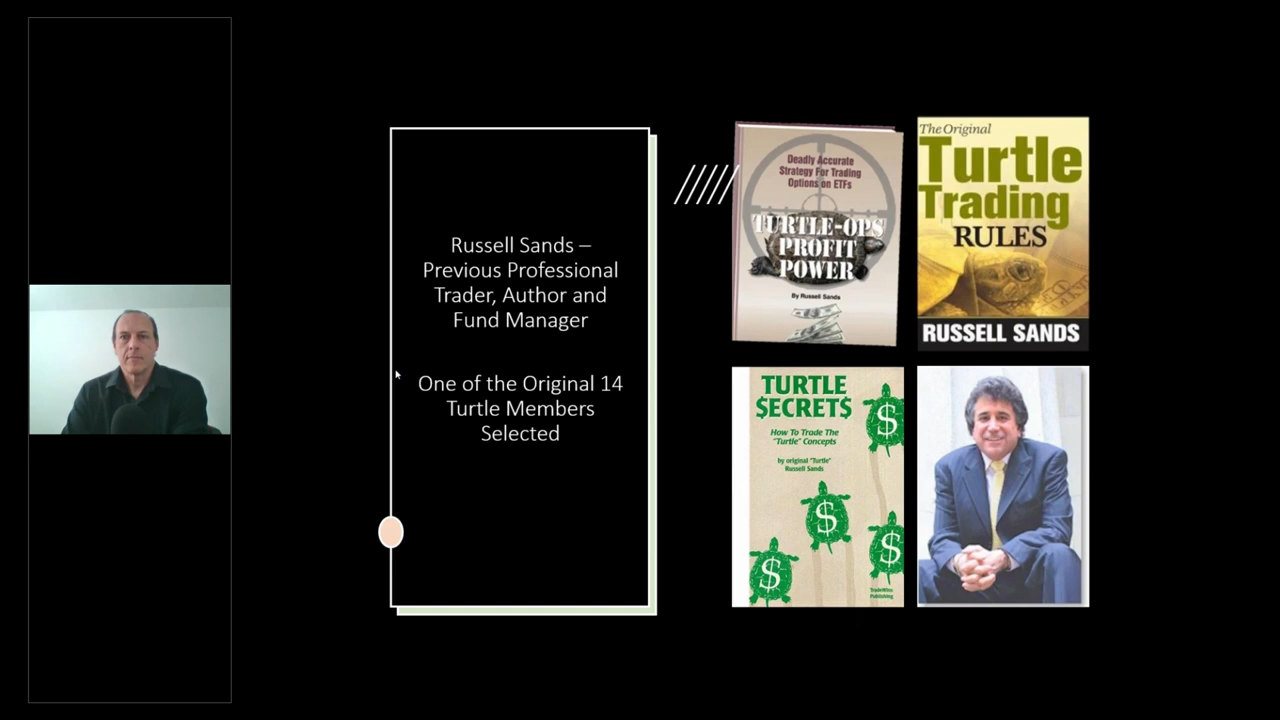 Russell Sands –
Previous Professional
Trader, Author and
Fund Manager
One of the Original 14
Turtle Members
Selected
Deadly Accurate
Strategy For Trading
Options on ETFs
TURTLE-OPS
PROFIT
POWER
By Russell Sands
The Original
Turtle
Trading
RULES
RUSSELL SANDS
TURTLE
$ECRET$
How To Trade The
"Turtle" Concepts
by original "Turtle"
Russell Sands
$
$
$
$
TradeWins
Publishing